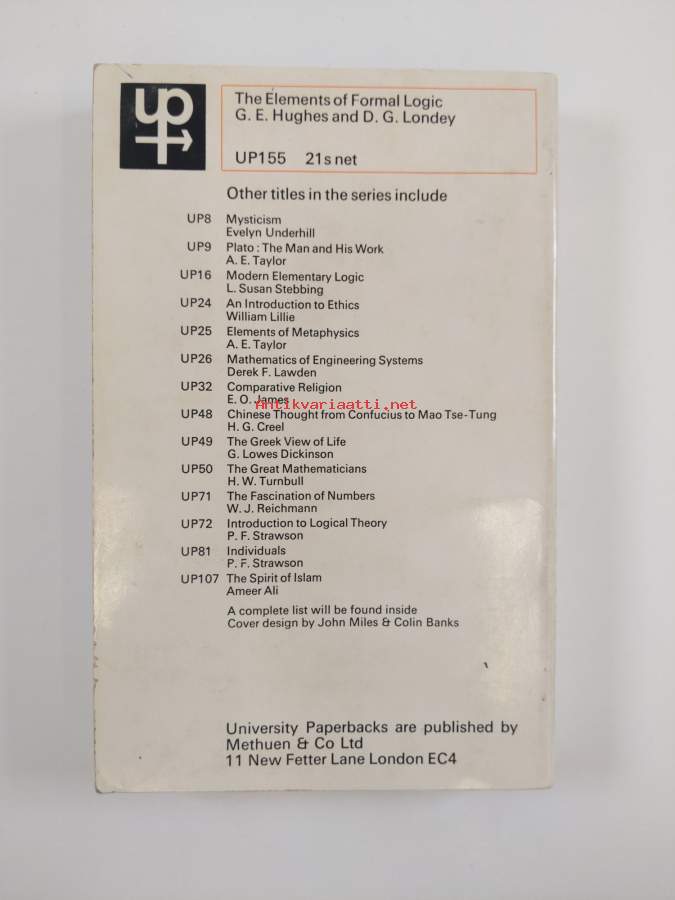 up
The Elements of Formal Logic
G. E. Hughes and D. G. Londey
UP155 21s net
Other titles in the series include
UP8 Mysticism
Evelyn Underhill
UP9 Plato : The Man and His Work
A. E. Taylor
UP16 Modern Elementary Logic
L. Susan Stebbing
UP24 An Introduction to Ethics
William Lillie
UP25 Elements of Metaphysics
A. E. Taylor
UP26 Mathematics of Engineering Systems
Derek F. Lawden
UP32 Comparative Religion
E. O. James
Antikvariaatti.net
UP48 Chinese Thought from Confucius to Mao Tse-Tung
H. G. Creel
UP49 The Greek View of Life
G. Lowes Dickinson
UP50 The Great Mathematicians
H. W. Turnbull
UP71 The Fascination of Numbers
W. J. Reichmann
UP72 Introduction to Logical Theory
P. F. Strawson
UP81 Individuals
P. F. Strawson
UP107 The Spirit of Islam
Ameer Ali
A complete list will be found inside
Cover design by John Miles & Colin Banks
University Paperbacks are published by
Methuen & Co Ltd
11 New Fetter Lane London EC4